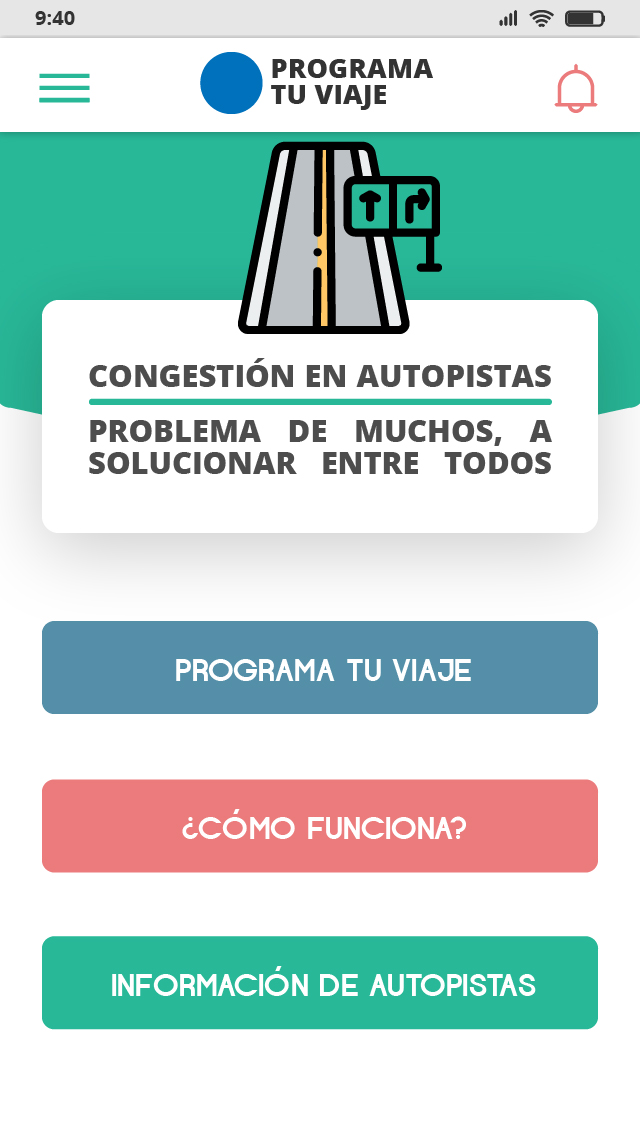 9:40
PROGRAMA
TU VIAJE
CONGESTIÓN EN AUTOPISTAS
PROBLEMA DE MUCHOS, A
SOLUCIONAR ENTRE TODOS
PROGRAMA TU VIAJE
¿CÓMO FUNCIONA?
INFORMACIÓN DE AUTOPISTAS